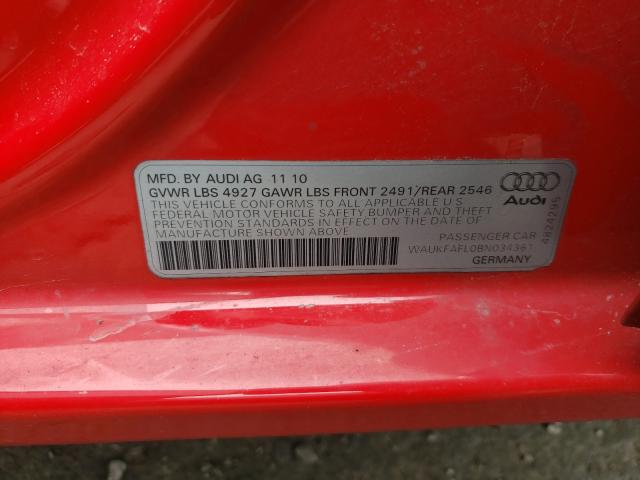 MFD. BY AUDI AG 11 10
GVWR LBS 4927 GAWR LBS FRONT 2491/REAR 2546
THIS VEHICLE CONFORMS TO ALL APPLICABLE U S
FEDERAL MOTOR VEHICLE SAFETY BUMPER AND THEFT
PREVENTION STANDARDS IN EFFECT ON THE DATE OF
MANUFACTURE SHOWN ABOVE
Audi
4824295
PASSENGER CAR
WAUKFAFL0BN034361
GERMANY